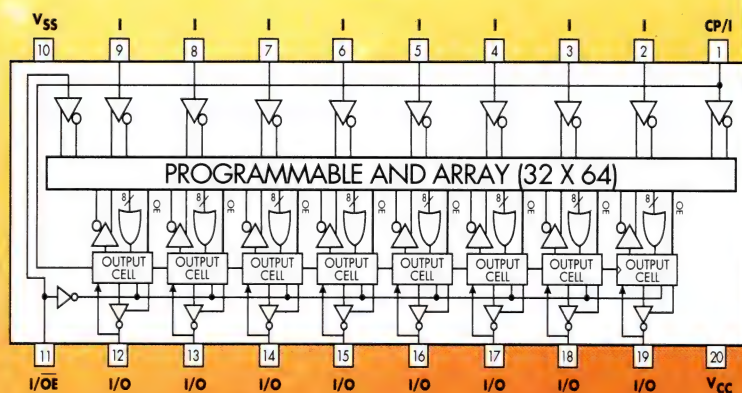 VSS I I I I I I I I CP/I
10 9 8 7 6 5 4 3 2 1
PROGRAMMABLE AND ARRAY (32 X 64)
8 OE 8 OE 8 OE 8 OE 8 OE 8 OE 8 OE 8 OE
OUTPUT OUTPUT OUTPUT OUTPUT OUTPUT OUTPUT OUTPUT OUTPUT
CELL CELL CELL CELL CELL CELL CELL CELL
11 12 13 14 15 16 17 18 19 20
I/O̅E̅ I/O I/O I/O I/O I/O I/O I/O I/O VCC